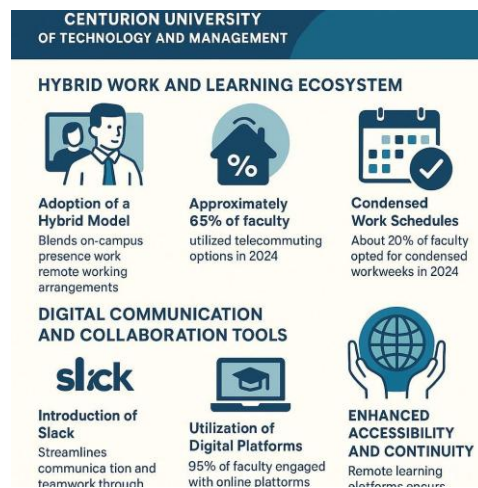 CENTURION UNIVERSITY
OF TECHNOLOGY AND MANAGEMENT
HYBRID WORK AND LEARNING ECOSYSTEM
%
Adoption of a
Hybrid Model
Blends on-campus
presence work
remote working
arrangements
Approximately
65% of faculty
utilized telecommuting
options in 2024
Condensed
Work Schedules
About 20% of faculty
opted for condensed
workweeks in 2024
DIGITAL COMMUNICATION
AND COLLABORATION TOOLS
slick
Introduction of
Slack
Streamlines
communica tion and
teamwork through
Utilization of
Digital Platforms
95% of faculty engaged
with online plattorms
ENHANCED
ACCESSIBILITY
AND CONTINUITY
Remote learning